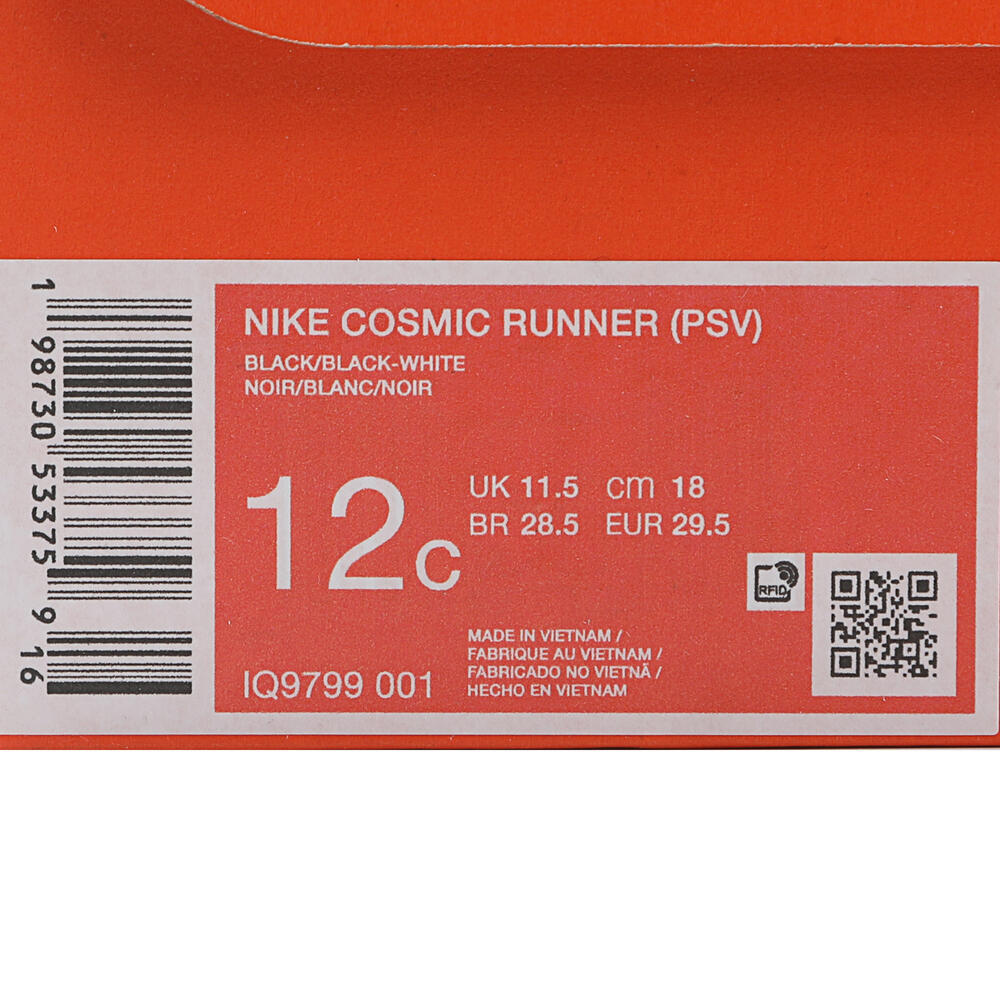 NIKE COSMIC RUNNER (PSV)
BLACK/BLACK-WHITE
NOIR/BLANC/NOIR
12c
UK 11.5 cm 18
BR 28.5 EUR 29.5
RFID
MADE IN VIETNAM /
FABRIQUE AU VIETNAM /
FABRICADO NO VIETNÃ /
HECHO EN VIETNAM
IQ9799 001
1 98730 53375 9 16